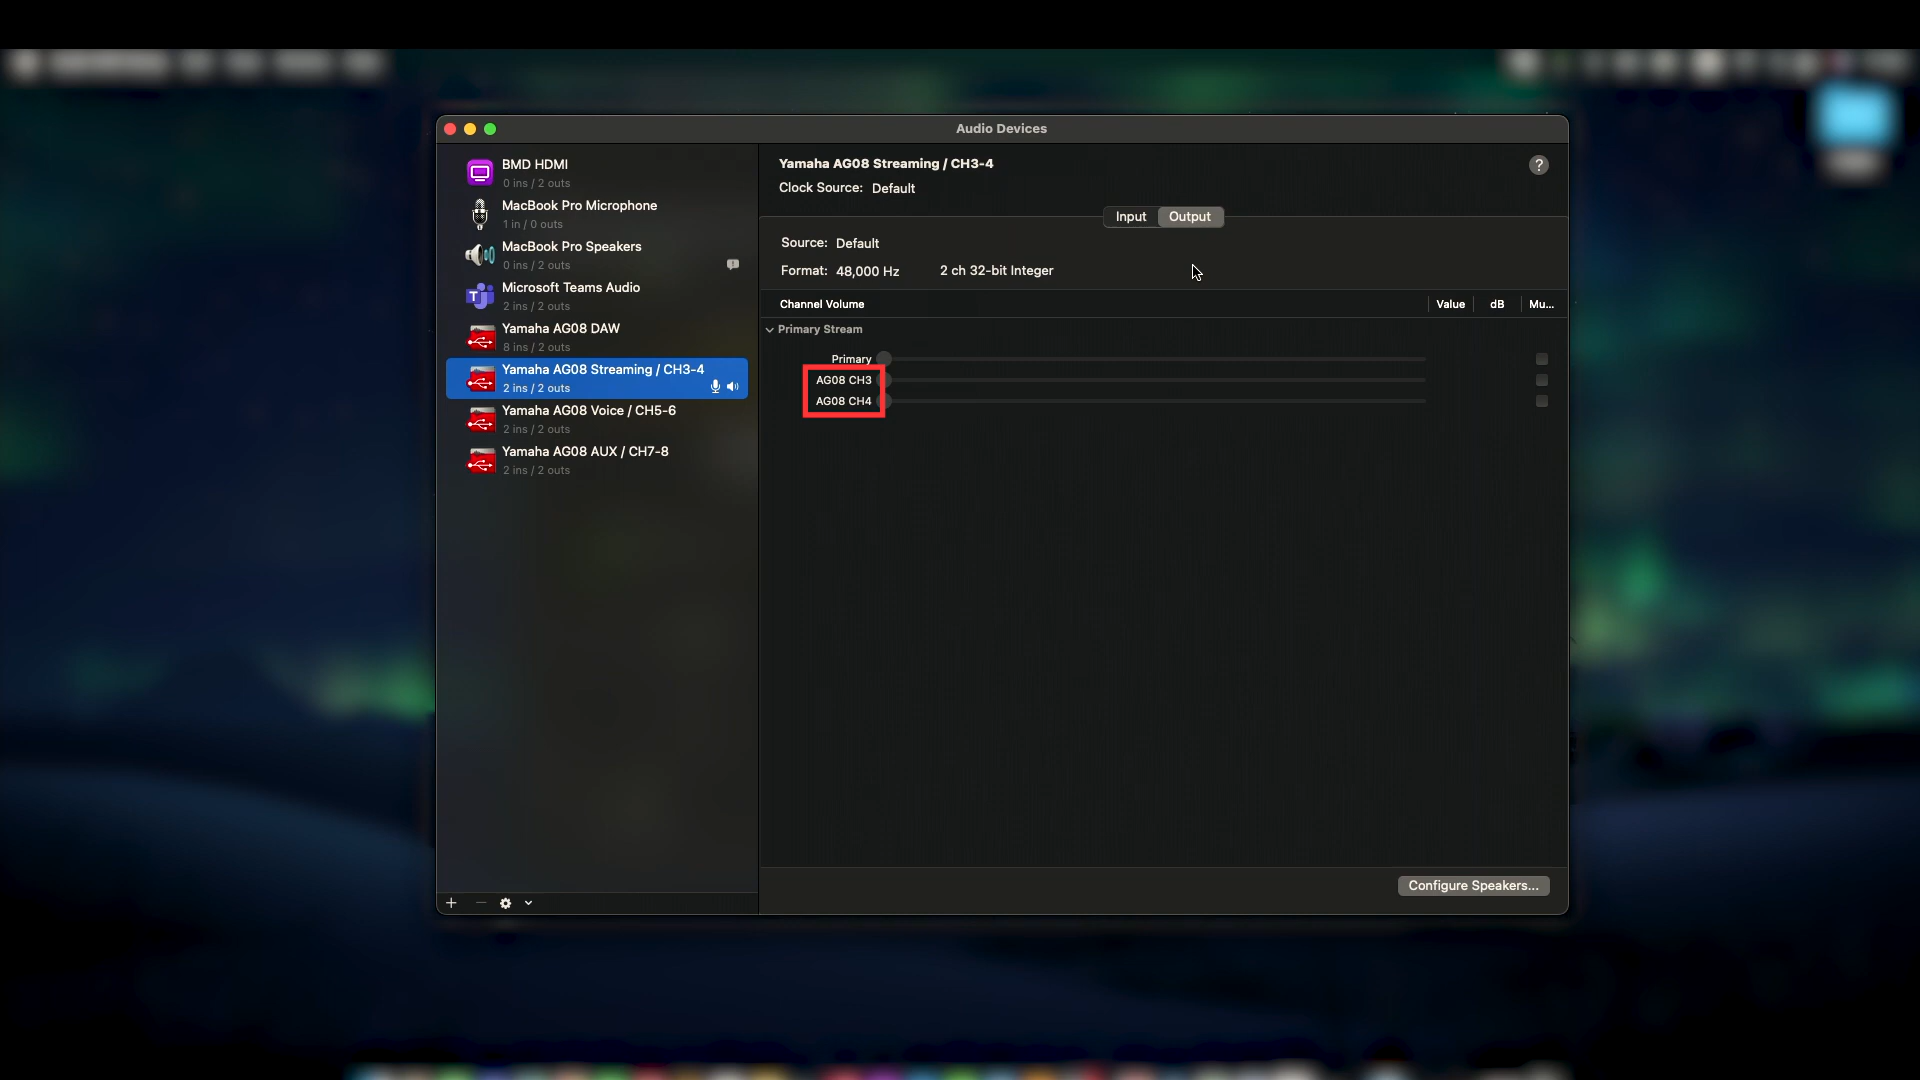 Audio Devices
BMD HDMI
0 ins / 2 outs
MacBook Pro Microphone
1 in / 0 outs
MacBook Pro Speakers
0 ins / 2 outs
Microsoft Teams Audio
2 ins / 2 outs
Yamaha AG08 DAW
8 ins / 2 outs
Yamaha AG08 Streaming / CH3-4
2 ins / 2 outs
Yamaha AG08 Voice / CH5-6
2 ins / 2 outs
Yamaha AG08 AUX / CH7-8
2 ins / 2 outs
Yamaha AG08 Streaming / CH3-4
?
Clock Source: Default
Input Output
Source: Default
Format: 48,000 Hz 2 ch 32-bit Integer
Channel Volume Value dB Mu...
Primary Stream
Primary
AG08 CH3
AG08 CH4
Configure Speakers...